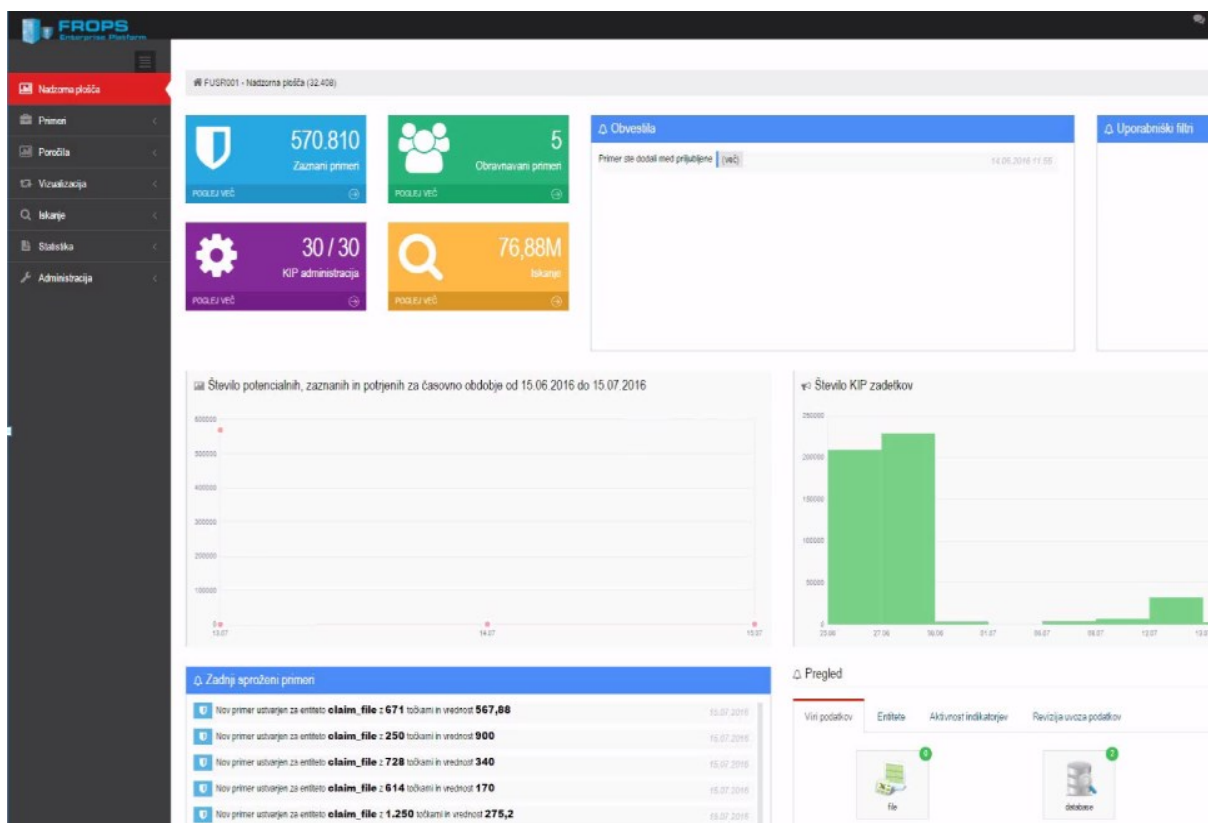 FROPS
Enterprise Platform
Nadzorna plošča
Primeri
Poročila
Vizualizacija
Iskanje
Statistika
Administracija
FUSR001 - Nadzorna plošča (32.408)
570.810
Zaznani primeri
POGLEJ VEČ
5
Obravnavani primeri
POGLEJ VEČ
30 / 30
KIP administracija
POGLEJ VEČ
76,88M
Iskanje
POGLEJ VEČ
Obvestila
Primer ste dodali med priljubljene (več)
14.06.2016 11:55
Uporabniški filtri
Število potencialnih, zaznanih in potrjenih za časovno obdobje od 15.06.2016 do 15.07.2016
600000
500000
400000
300000
200000
100000
0
13.07 14.07 15.07
Število KIP zadetkov
250000
200000
150000
100000
50000
0
27.06 01.07 12.07
Zadnji sproženi primeri
Nov primer ustvarjen za entiteto claim_file z 671 točkami in vrednost 567,88
15.07.2016
Nov primer ustvarjen za entiteto claim_file z 250 točkami in vrednost 900
15.07.2016
Nov primer ustvarjen za entiteto claim_file z 728 točkami in vrednost 340
15.07.2016
Nov primer ustvarjen za entiteto claim_file z 614 točkami in vrednost 170
15.07.2016
Nov primer ustvarjen za entiteto claim_file z 1.250 točkami in vrednost 275,2
15.07.2016
Pregled
Viri podatkov Entitete Aktivnost indikatorjev Revizija uvoza podatkov
file
2
database